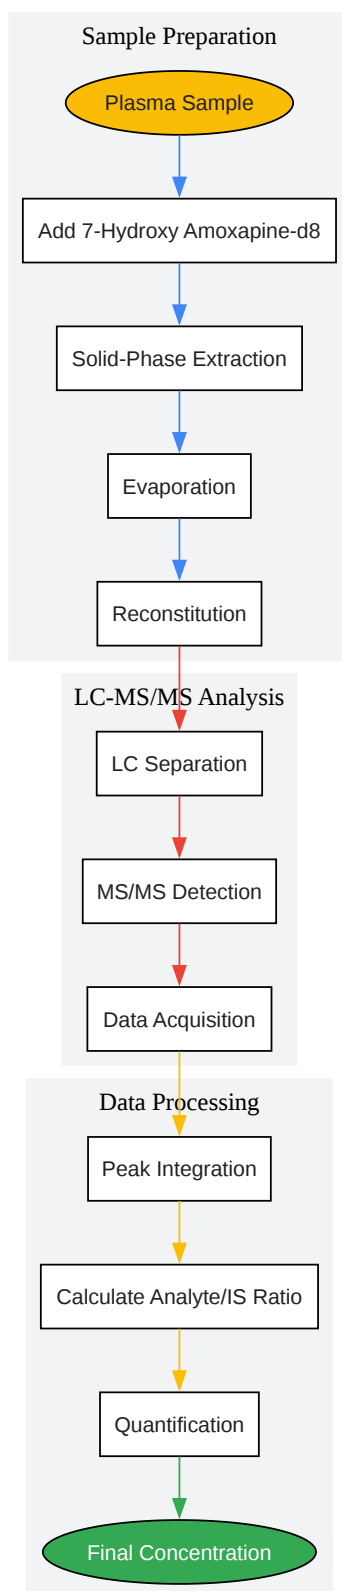 Sample Preparation
Plasma Sample
Add 7-Hydroxy Amoxapine-d8
Solid-Phase Extraction
Evaporation
Reconstitution
LC-MS/MS Analysis
LC Separation
MS/MS Detection
Data Acquisition
Data Processing
Peak Integration
Calculate Analyte/IS Ratio
Quantification
Final Concentration